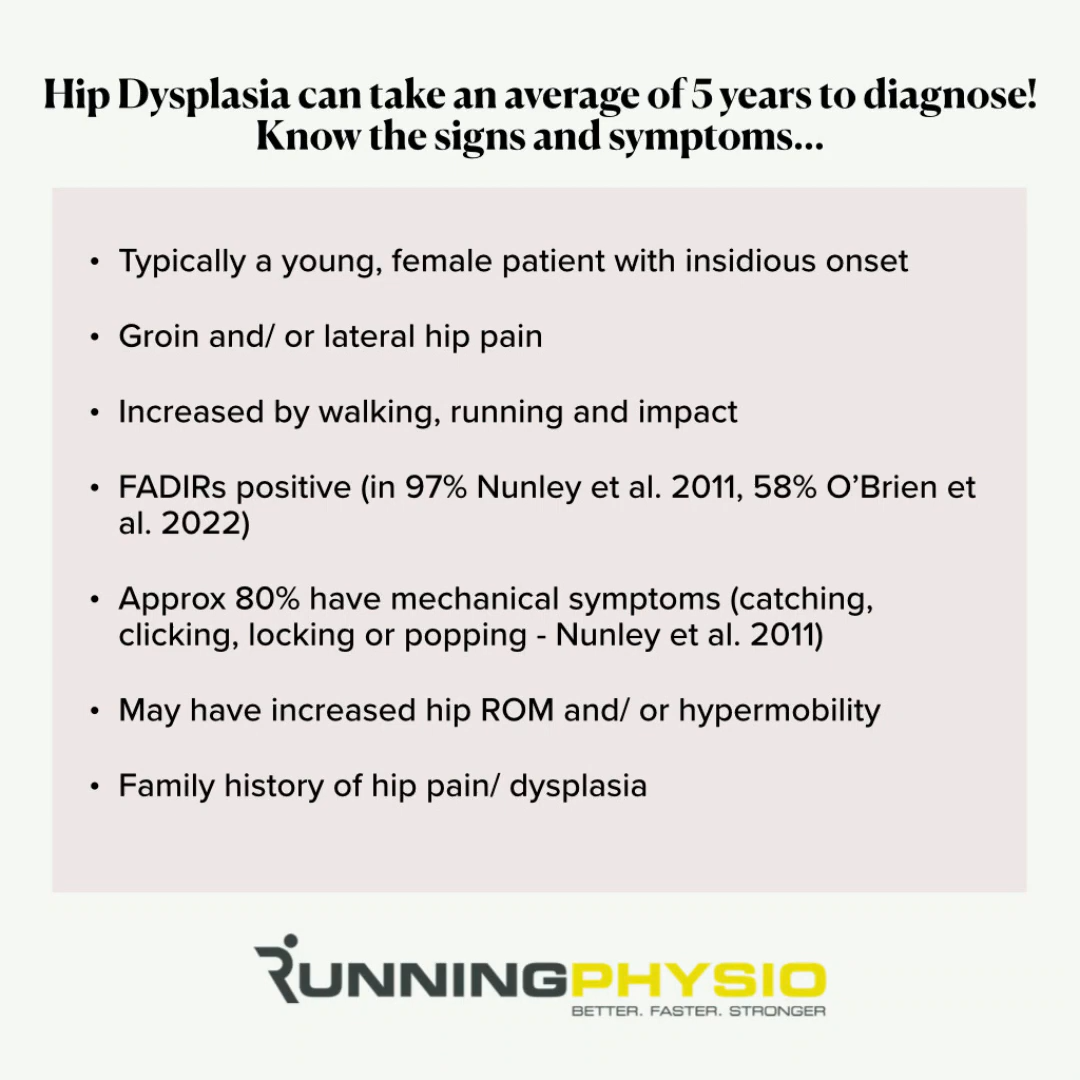 Hip Dysplasia can take an average of 5 years to diagnose!
Know the signs and symptoms...
• Typically a young, female patient with insidious onset
• Groin and/ or lateral hip pain
• Increased by walking, running and impact
• FADIRs positive (in 97% Nunley et al. 2011, 58% O’Brien et
al. 2022)
• Approx 80% have mechanical symptoms (catching,
clicking, locking or popping - Nunley et al. 2011)
• May have increased hip ROM and/ or hypermobility
• Family history of hip pain/ dysplasia
RUNNINGPHYSIO
BETTER. FASTER. STRONGER